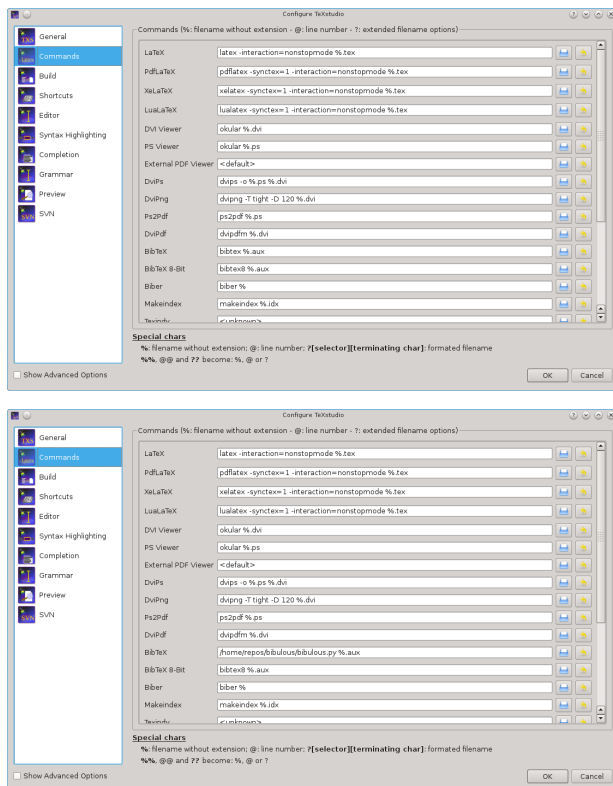 Configure TeXstudio
General
Commands
Build
Shortcuts
Editor
Syntax Highlighting
Completion
Grammar
Preview
SVN
Show Advanced Options
Commands (%: filename without extension - @: line number - ?: extended filename options)
LaTeX latex -interaction=nonstopmode %.tex
PdfLaTeX pdflatex -synctex=1 -interaction=nonstopmode %.tex
XeLaTeX xelatex -synctex=1 -interaction=nonstopmode %.tex
LuaLaTeX lualatex -synctex=1 -interaction=nonstopmode %.tex
DVI Viewer okular %.dvi
PS Viewer okular %.ps
External PDF Viewer <default>
DviPs dvips -o %.ps %.dvi
DviPng dvipng -T tight -D 120 %.dvi
Ps2Pdf ps2pdf %.ps
DviPdf dvipdfm %.dvi
BibTeX bibtex %.aux
BibTeX 8-Bit bibtex8 %.aux
Biber biber %
Makeindex makeindex %.idx
Texindy <unknown>
Special chars
%: filename without extension; @: line number; ?[selector][terminating char]: formated filename
%%, @@ and ?? become: %, @ or ?
OK Cancel
Configure TeXstudio
General
Commands
Build
Shortcuts
Editor
Syntax Highlighting
Completion
Grammar
Preview
SVN
Show Advanced Options
Commands (%: filename without extension - @: line number - ?: extended filename options)
LaTeX latex -interaction=nonstopmode %.tex
PdfLaTeX pdflatex -synctex=1 -interaction=nonstopmode %.tex
XeLaTeX xelatex -synctex=1 -interaction=nonstopmode %.tex
LuaLaTeX lualatex -synctex=1 -interaction=nonstopmode %.tex
DVI Viewer okular %.dvi
PS Viewer okular %.ps
External PDF Viewer <default>
DviPs dvips -o %.ps %.dvi
DviPng dvipng -T tight -D 120 %.dvi
Ps2Pdf ps2pdf %.ps
DviPdf dvipdfm %.dvi
BibTeX /home/repos/bibulous/bibulous.py %.aux
BibTeX 8-Bit bibtex8 %.aux
Biber biber %
Makeindex makeindex %.idx
Texindy <unknown>
Special chars
%: filename without extension; @: line number; ?[selector][terminating char]: formated filename
%%, @@ and ?? become: %, @ or ?
OK Cancel